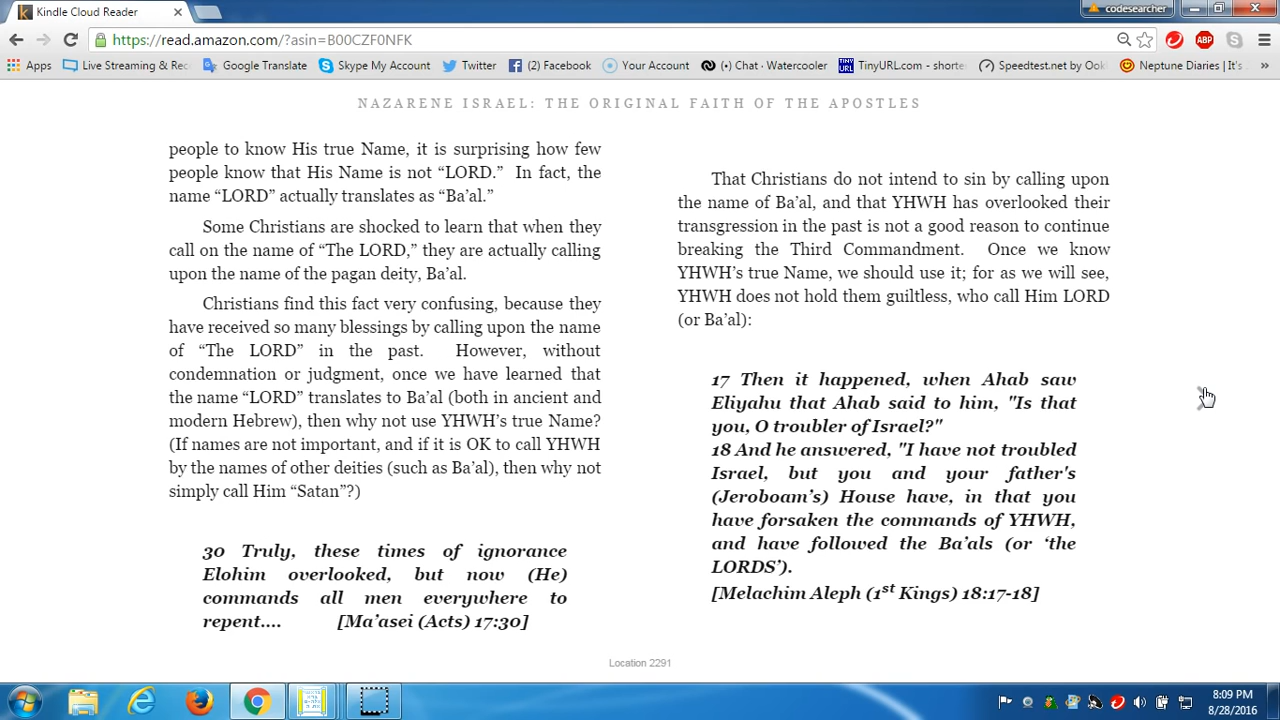 Kindle Cloud Reader
codesearcher
https://read.amazon.com/?asin=B00CZF0NFK
Apps
Live Streaming & Rec
Google Translate
Skype My Account
Twitter
(2) Facebook
Your Account
(•) Chat · Watercooler
TinyURL.com - shorte
Speedtest.net by Ook
Neptune Diaries | It's
NAZARENE ISRAEL: THE ORIGINAL FAITH OF THE APOSTLES
people to know His true Name, it is surprising how few
people know that His Name is not “LORD.” In fact, the
name “LORD” actually translates as “Ba’al.”
Some Christians are shocked to learn that when they
call on the name of “The LORD,” they are actually calling
upon the name of the pagan deity, Ba’al.
Christians find this fact very confusing, because they
have received so many blessings by calling upon the name
of “The LORD” in the past. However, without
condemnation or judgment, once we have learned that
the name “LORD” translates to Ba’al (both in ancient and
modern Hebrew), then why not use YHWH’s true Name?
(If names are not important, and if it is OK to call YHWH
by the names of other deities (such as Ba’al), then why not
simply call Him “Satan”?)
30 Truly, these times of ignorance
Elohim overlooked, but now (He)
commands all men everywhere to
repent.... [Ma’asei (Acts) 17:30]
That Christians do not intend to sin by calling upon
the name of Ba’al, and that YHWH has overlooked their
transgression in the past is not a good reason to continue
breaking the Third Commandment. Once we know
YHWH’s true Name, we should use it; for as we will see,
YHWH does not hold them guiltless, who call Him LORD
(or Ba’al):
17 Then it happened, when Ahab saw
Eliyahu that Ahab said to him, "Is that
you, O troubler of Israel?"
18 And he answered, "I have not troubled
Israel, but you and your father's
(Jeroboam’s) House have, in that you
have forsaken the commands of YHWH,
and have followed the Ba’als (or ‘the
LORDS’).
[Melachim Aleph (1st Kings) 18:17-18]
Location 2291
8:09 PM
8/28/2016